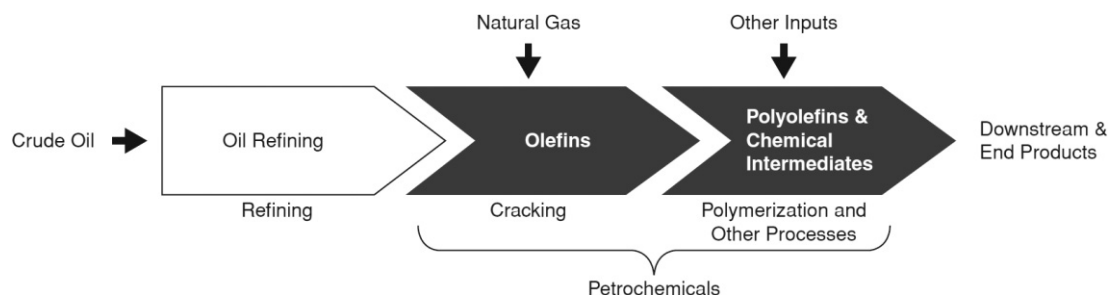 Natural Gas
Other Inputs
Crude Oil
Oil Refining
Olefins
Polyolefins &
Chemical
Intermediates
Downstream &
End Products
Refining
Cracking
Polymerization and
Other Processes
Petrochemicals